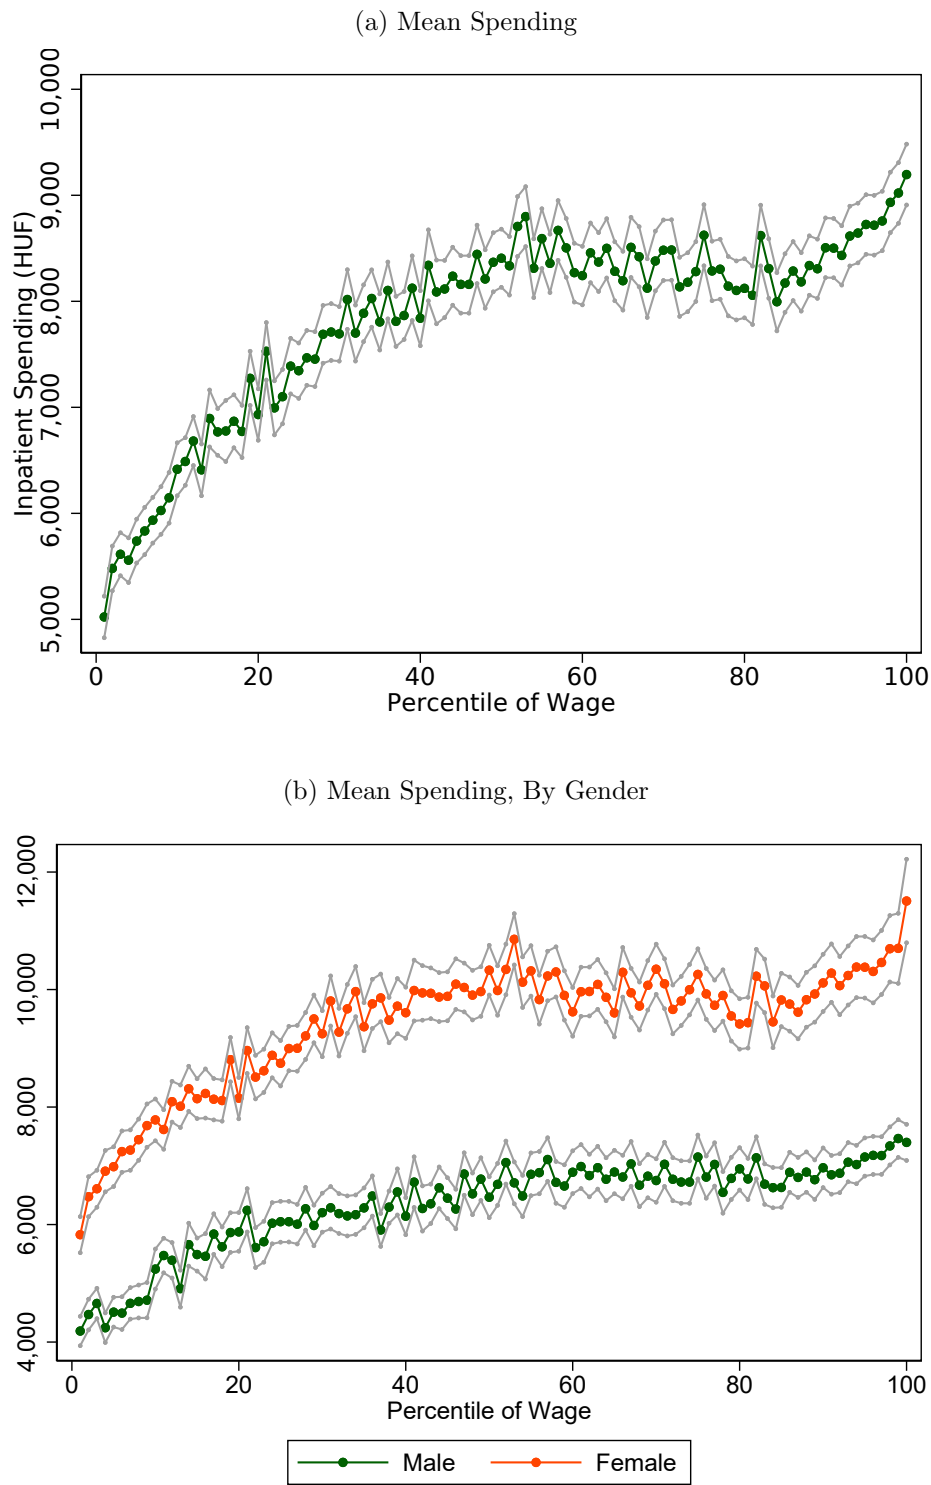 (a) Mean Spending
Inpatient Spending (HUF)
10,000
9,000
8,000
7,000
6,000
5,000
0 20 40 60 80 100
Percentile of Wage
(b) Mean Spending, By Gender
12,000
10,000
8,000
6,000
4,000
0 20 40 60 80 100
Percentile of Wage
Male Female